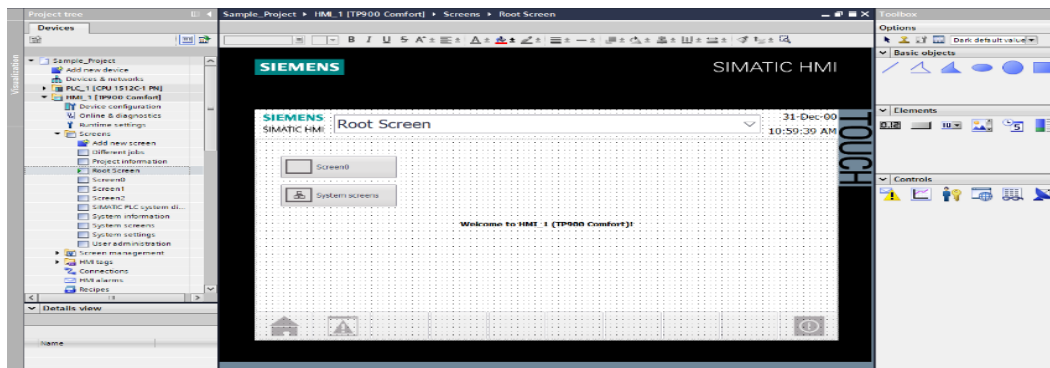 Project tree
Sample_Project ▸ HMI_1 [TP900 Comfort] ▸ Screens ▸ Root Screen
Toolbox
Devices
Options
B I U S
Dark default value
Visualization
Basic objects
Sample_Project
Add new device
Devices & networks
PLC_1 [CPU 1512C-1 PN]
HMI_1 [TP900 Comfort]
Device configuration
Online & diagnostics
Runtime settings
Screens
Add new screen
Different jobs
Project information
Root Screen
Screen0
Screen1
Screen2
SIMATIC PLC system di...
System information
System screens
System settings
User administration
Screen management
HMI tags
Connections
HMI alarms
Recipes
Details view
Name
SIEMENS
SIMATIC HMI
SIEMENS
SIMATIC HMI
Root Screen
31-Dec-00
10:59:39 AM
TOUCH
Screen0
System screens
Welcome to HMI_1 (TP900 Comfort)!
Elements
Controls